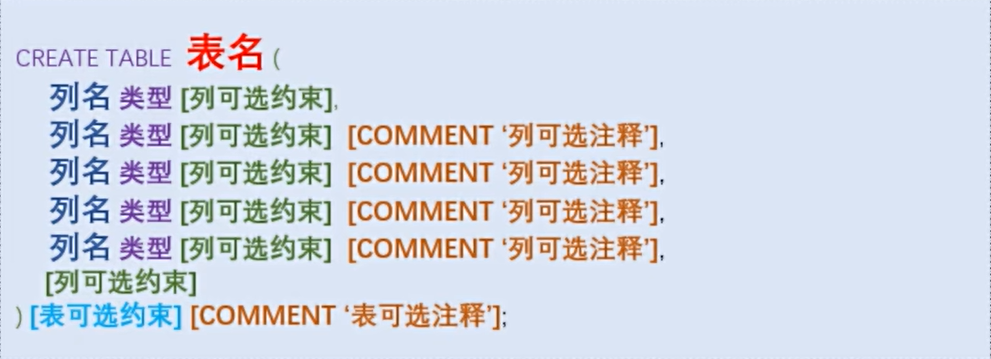 CREATE TABLE 表名 (
列名 类型 [列可选约束],
列名 类型 [列可选约束] [COMMENT ‘列可选注释’],
列名 类型 [列可选约束] [COMMENT ‘列可选注释’],
列名 类型 [列可选约束] [COMMENT ‘列可选注释’],
列名 类型 [列可选约束] [COMMENT ‘列可选注释’],
[列可选约束]
) [表可选约束] [COMMENT ‘表可选注释’];